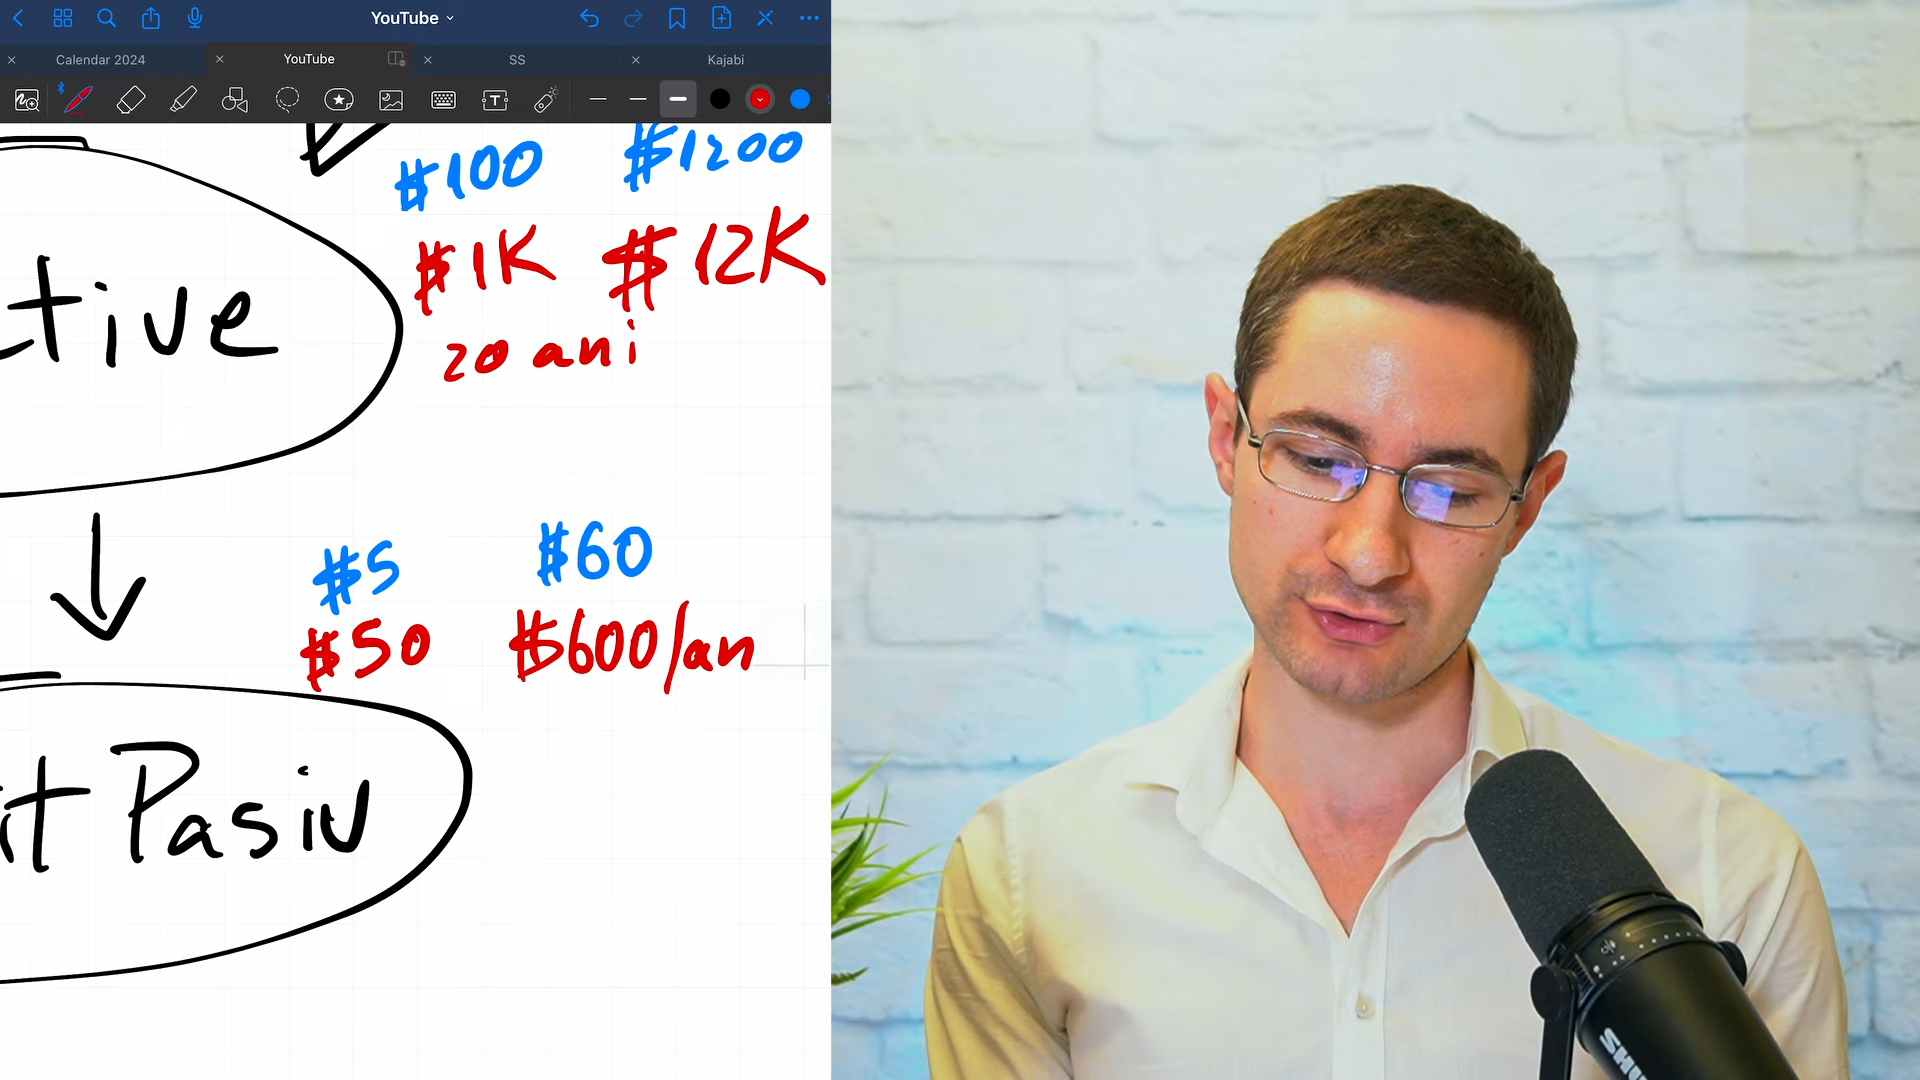 YouTube
Calendar 2024
YouTube
SS
Kajabi
T
$100 $1200
$1K $12K
ctive
20 ani
$5 $60
$50 $600/an
it Pasiv
SHU